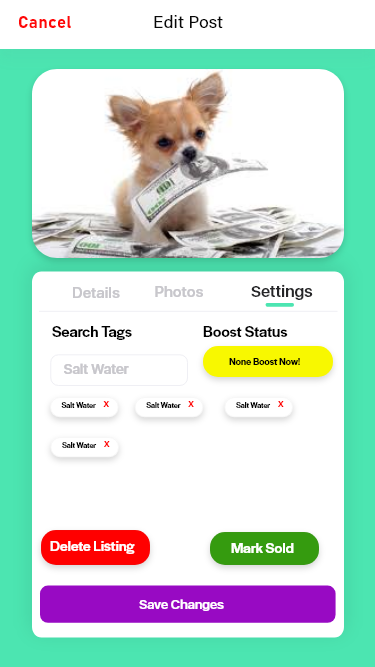 Cancel Edit Post
Details Photos Settings
Search Tags Boost Status
Salt Water None Boost Now!
Salt Water X Salt Water X Salt Water X
Salt Water X
Delete Listing Mark Sold
Save Changes